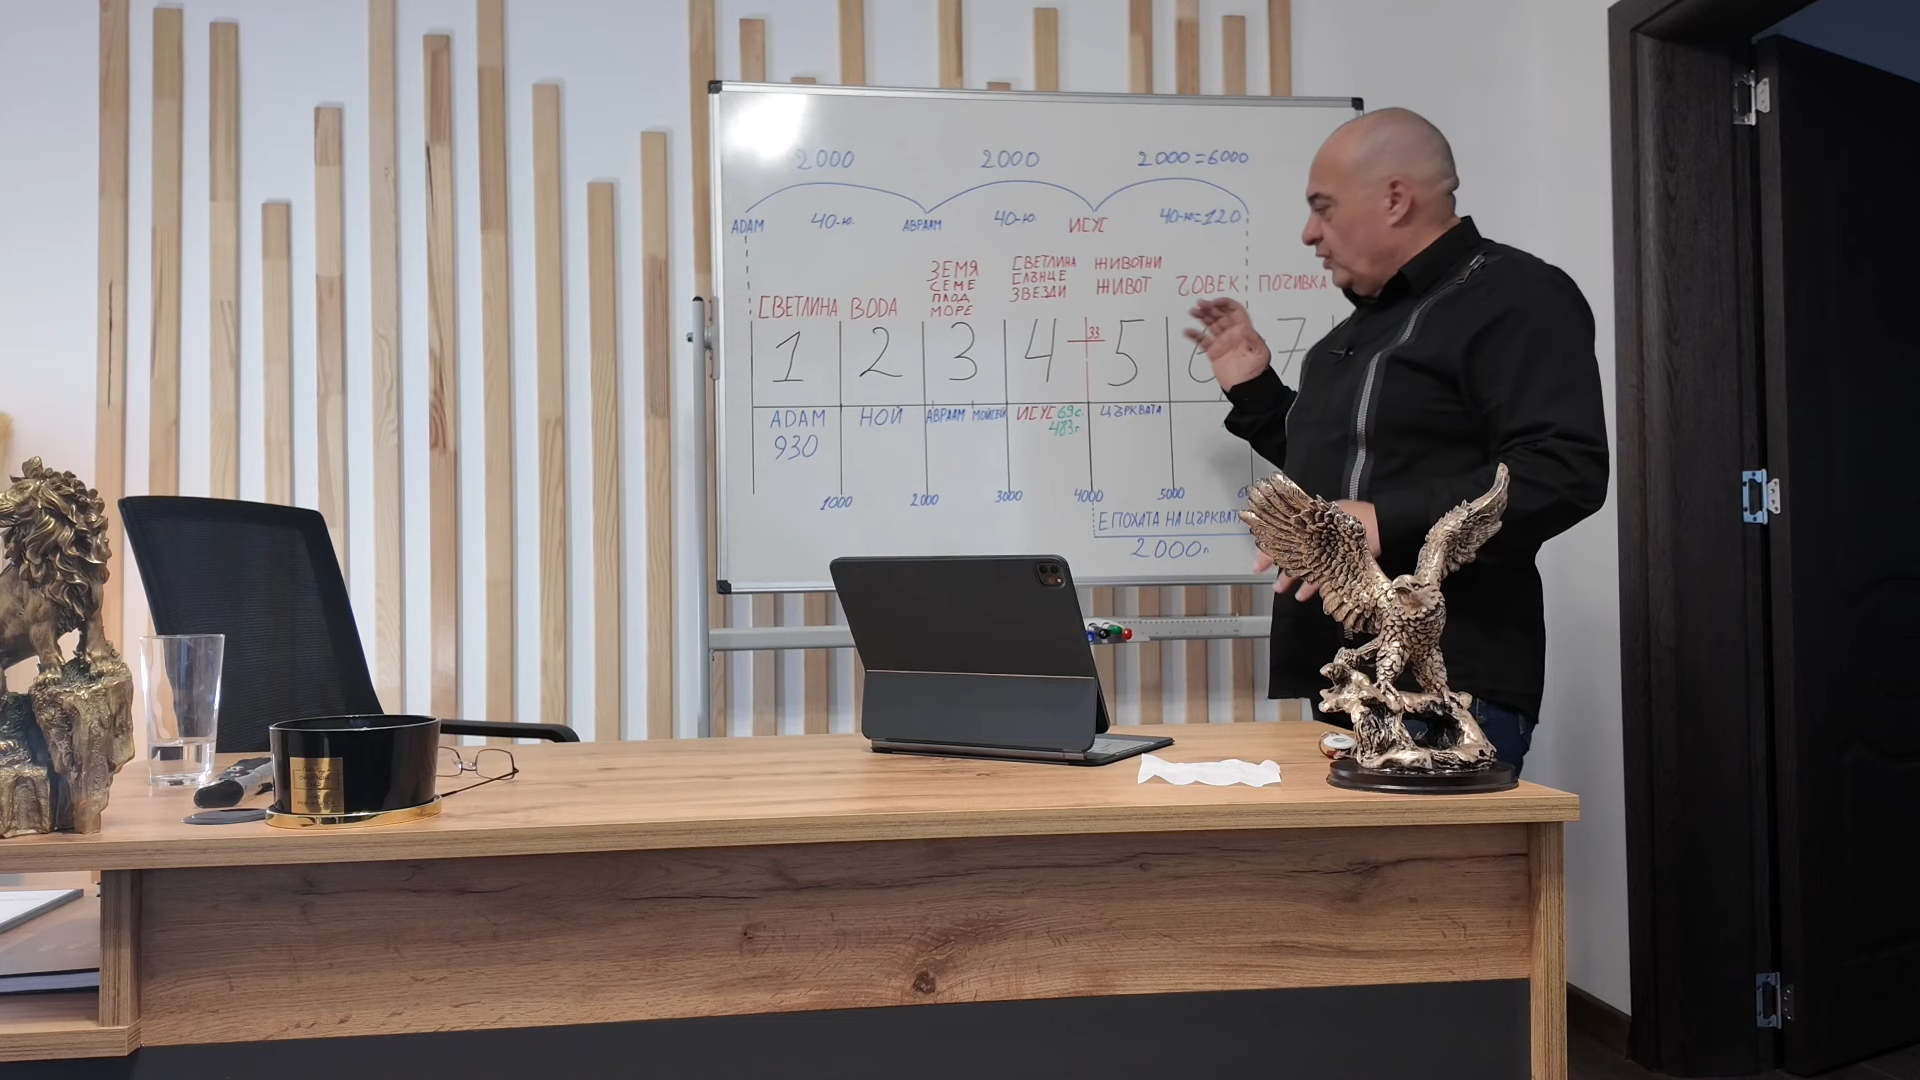 2000 2000 2000=6000
ADAM 40-Ю. АВРААМ 40-Ю. ИСУС 40-Ю.=120
СВЕТЛИНА
ВОДА
ЗЕМЯ
СЕМЕ
ПЛОД
МОРЕ
СВЕТЛИНА
СЛЪНЦЕ
ЗВЕЗДИ
ЖИВОТНИ
ЖИВОТ
ЧОВЕК
ПОЧИВКА
1 2 3 4 33 5 6 7
ADAM
930
НОЙ
АВРААМ МОЙСЕЙ
ИСУС 69с.
483г.
ЦЪРКВАТА
1000 2000 3000 4000 5000
ЕПОХАТА НА ЦЪРКВАТА
2000г.